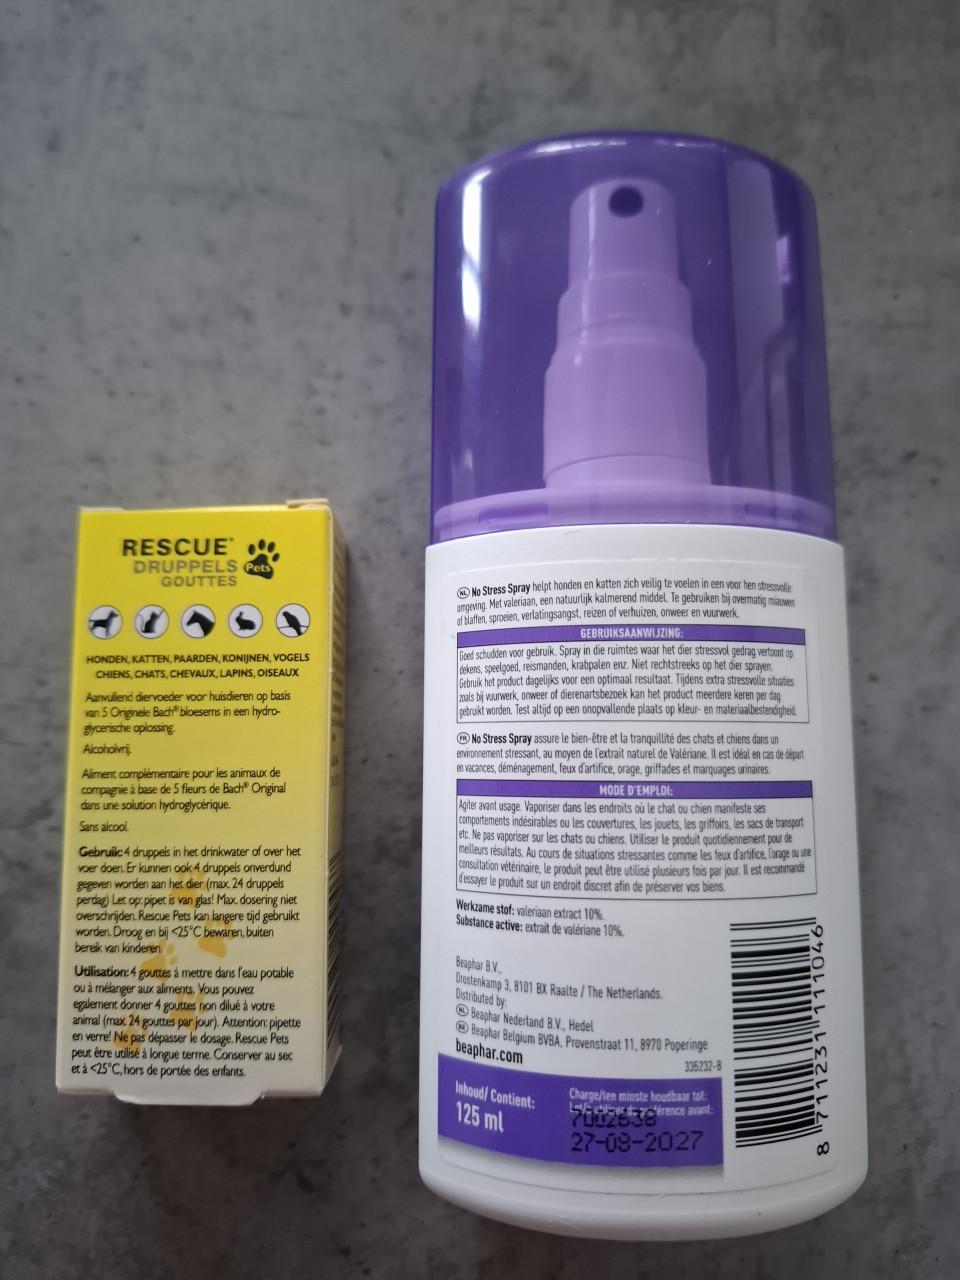 RESCUE®
DRUPPELS
GOUTTES
Pets
HONDEN, KATTEN, PAARDEN, KONIJNEN, VOGELS
CHIENS, CHATS, CHEVAUX, LAPINS, OISEAUX
Aanvullend diervoeder voor huisdieren op basis
van 5 Originele Bach® bloesems in een hydro-
glycerische oplossing.
Alcoholvrij.
Aliment complémentaire pour les animaux de
compagnie à base de 5 fleurs de Bach® Original
dans une solution hydroglycérique.
Sans alcool.
Gebruik: 4 druppels in het drinkwater of over het
voer doen. Er kunnen ook 4 druppels onverdund
gegeven worden aan het dier (max. 24 druppels
perdag) Let op: pipet is van glas! Max. dosering niet
overschrijden. Rescue Pets kan langere tijd gebruikt
worden. Droog en bij <25°C bewaren, buiten
bereik van kinderen.
Utilisation: 4 gouttes à mettre dans l'eau potable
ou à mélanger aux aliments. Vous pouvez
egalement donner 4 gouttes non dilué à votre
animal (max. 24 gouttes par jour). Attention: pipette
en verre! Ne pas dépasser le dosage. Rescue Pets
peut être utilisé à longue terme. Conserver au sec
et à <25°C, hors de portée des enfants.
NL No Stress Spray helpt honden en katten zich veilig te voelen in een voor hen stressvolle
omgeving. Met valeriaan, een natuurlijk kalmerend middel. Te gebruiken bij overmatig miauwen
of blaffen, sproeien, verlatingsangst, reizen of verhuizen, onweer en vuurwerk.
GEBRUIKSAANWIJZING:
Goed schudden voor gebruik. Spray in die ruimtes waar het dier stressvol gedrag vertoont op
dekens, speelgoed, reismanden, krabpalen enz. Niet rechtstreeks op het dier sprayen.
Gebruik het product dagelijks voor een optimaal resultaat. Tijdens extra stressvolle situaties
zoals bij vuurwerk, onweer of dierenartsbezoek kan het product meerdere keren per dag
gebruikt worden. Test altijd op een onopvallende plaats op kleur- en materiaalbestendigheid.
FR No Stress Spray assure le bien-être et la tranquillité des chats et chiens dans un
environnement stressant, au moyen de l'extrait naturel de Valériane. Il est idéal en cas de départ
en vacances, déménagement, feux d'artifice, orage, griffades et marquages urinaires.
MODE D'EMPLOI:
Agiter avant usage. Vaporiser dans les endroits où le chat ou chien manifeste ses
comportements indésirables ou les couvertures, les jouets, les griffoirs, les sacs de transport
etc. Ne pas vaporiser sur les chats ou chiens. Utiliser le produit quotidiennement pour de
meilleurs résultats. Au cours de situations stressantes comme les feux d'artifice, l'orage ou une
consultation vétérinaire, le produit peut être utilisé plusieurs fois par jour. Il est recommandé
d'essayer le produit sur un endroit discret afin de préserver vos biens.
Werkzame stof: valeriaan extract 10%.
Substance active: extrait de valériane 10%.
Beaphar B.V.,
Drostenkamp 3, 8101 BX Raalte / The Netherlands.
Distributed by:
NL Beaphar Nederland B.V., Hedel
BE Beaphar Belgium BVBA, Provenstraat 11, 8970 Poperinge
beaphar.com
335232-B
Inhoud/ Contient:
125 ml
Charge/ten minste houdbaar tot:
Lot/à utiliser de préférence avant:
7002638
27-08-2027
8 711231 111046